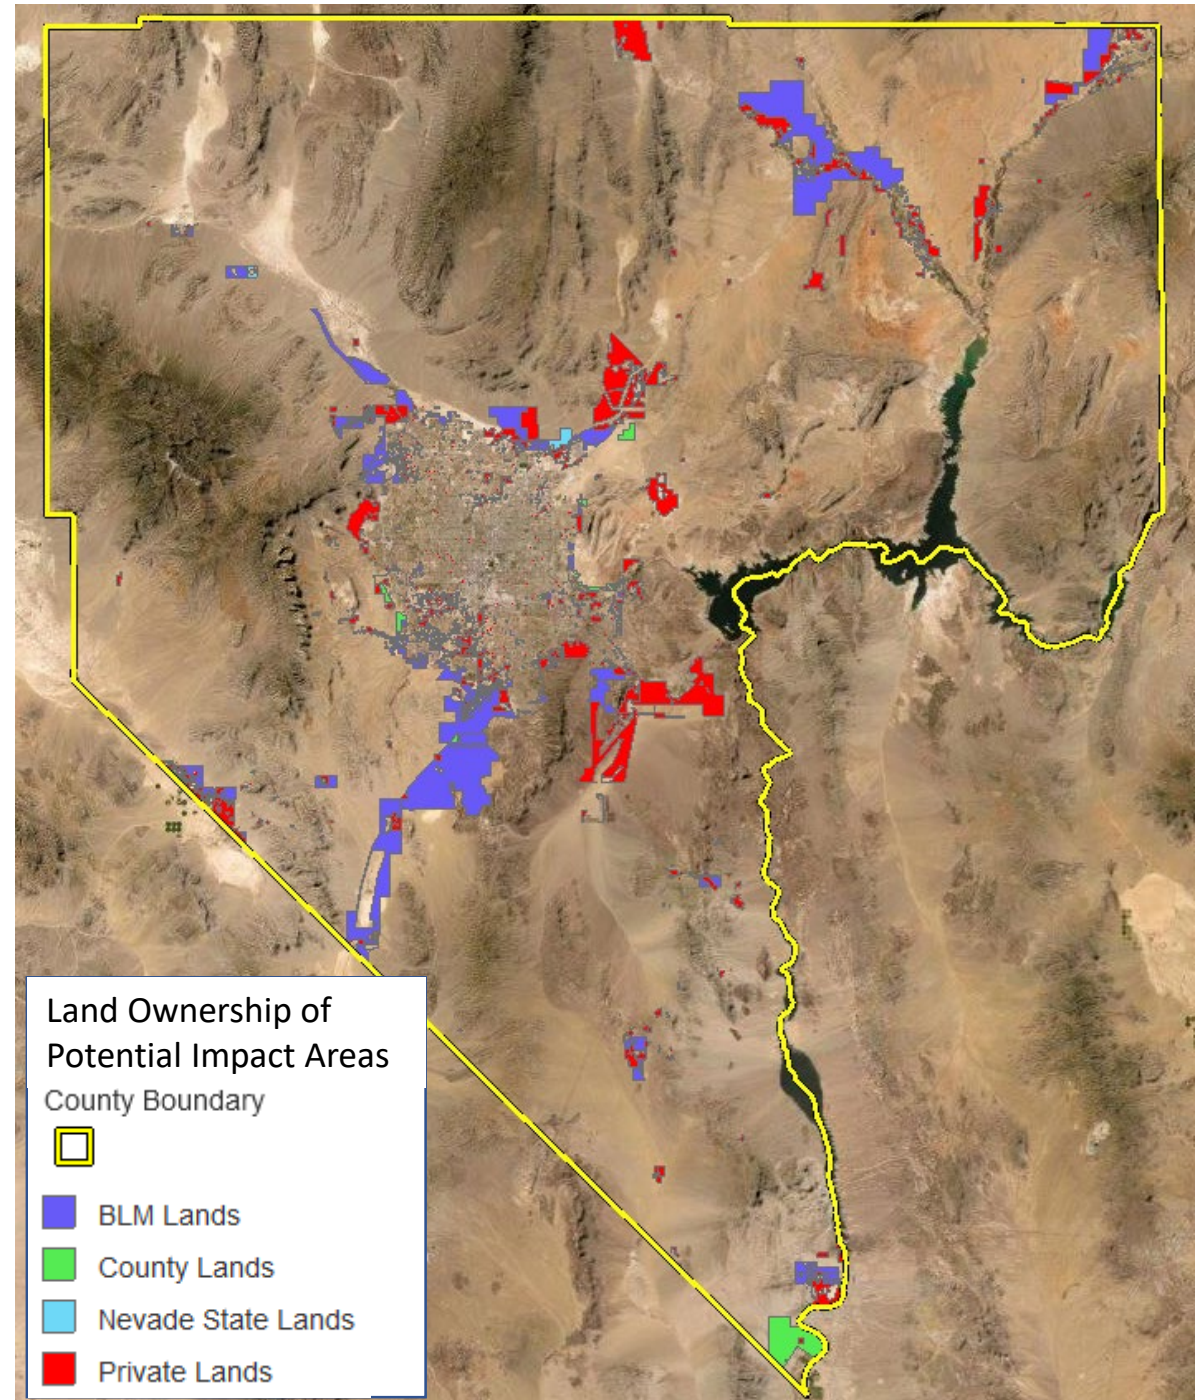 Land Ownership of
Potential Impact Areas
County Boundary
BLM Lands
County Lands
Nevade State Lands
Private Lands